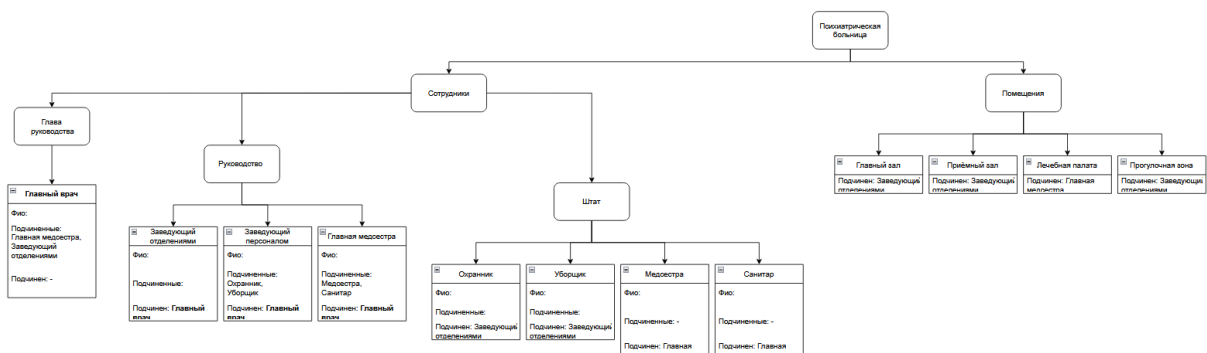 Психиатрическая
больница
Сотрудники
Помещения
Глава
руководства
Руководство
Штат
Главный врач
Фио:
Подчиненные:
Главная медсестра,
Заведующий
отделениями
Подчинен: -
Заведующий
отделениями
Фио:
Подчиненные:
Подчинен: Главный
врач
Заведующий
персоналом
Фио:
Подчиненные:
Охранник,
Уборщик
Подчинен: Главный
врач
Главная медсестра
Фио:
Подчиненные:
Медсестра,
Санитар
Подчинен: Главный
врач
Охранник
Фио:
Подчиненные:
Подчинен: Заведующий
отделениями
Уборщик
Фио:
Подчиненные:
Подчинен: Заведующий
отделениями
Медсестра
Фио:
Подчиненные: -
Подчинен: Главная
Санитар
Фио:
Подчиненные: -
Подчинен: Главная
Главный зал
Подчинен: Заведующий
отделениями
Приёмный зал
Подчинен: Заведующий
отделениями
Лечебная палата
Подчинен: Главная
медсестра
Прогулочная зона
Подчинен: Заведующий
отделениями